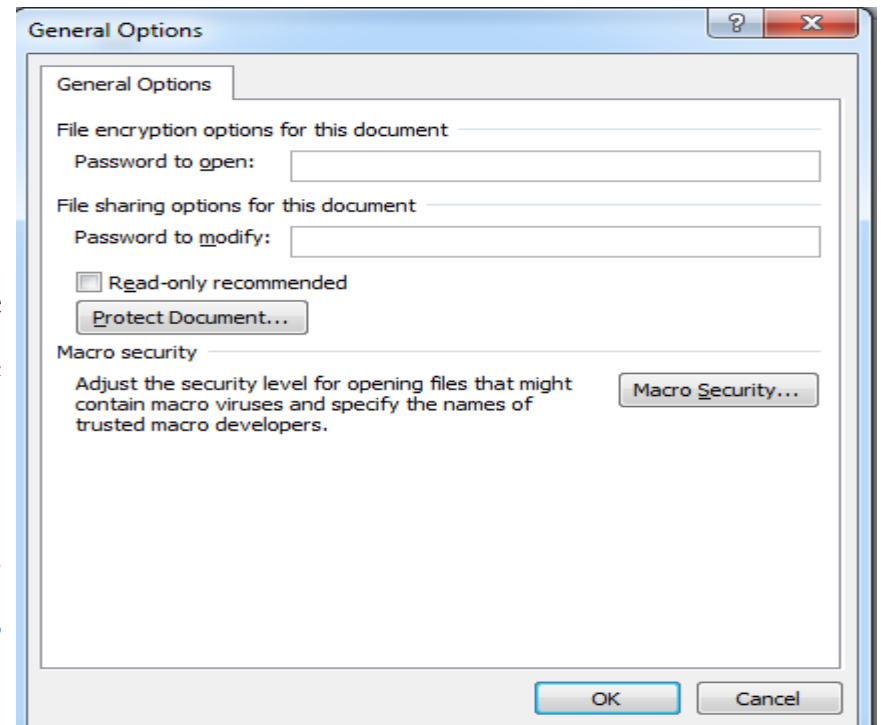 General Options
General Options
File encryption options for this document
Password to open:
File sharing options for this document
Password to modify:
Read-only recommended
Protect Document...
Macro security
Adjust the security level for opening files that might
contain macro viruses and specify the names of
trusted macro developers.
Macro Security...
OK
Cancel